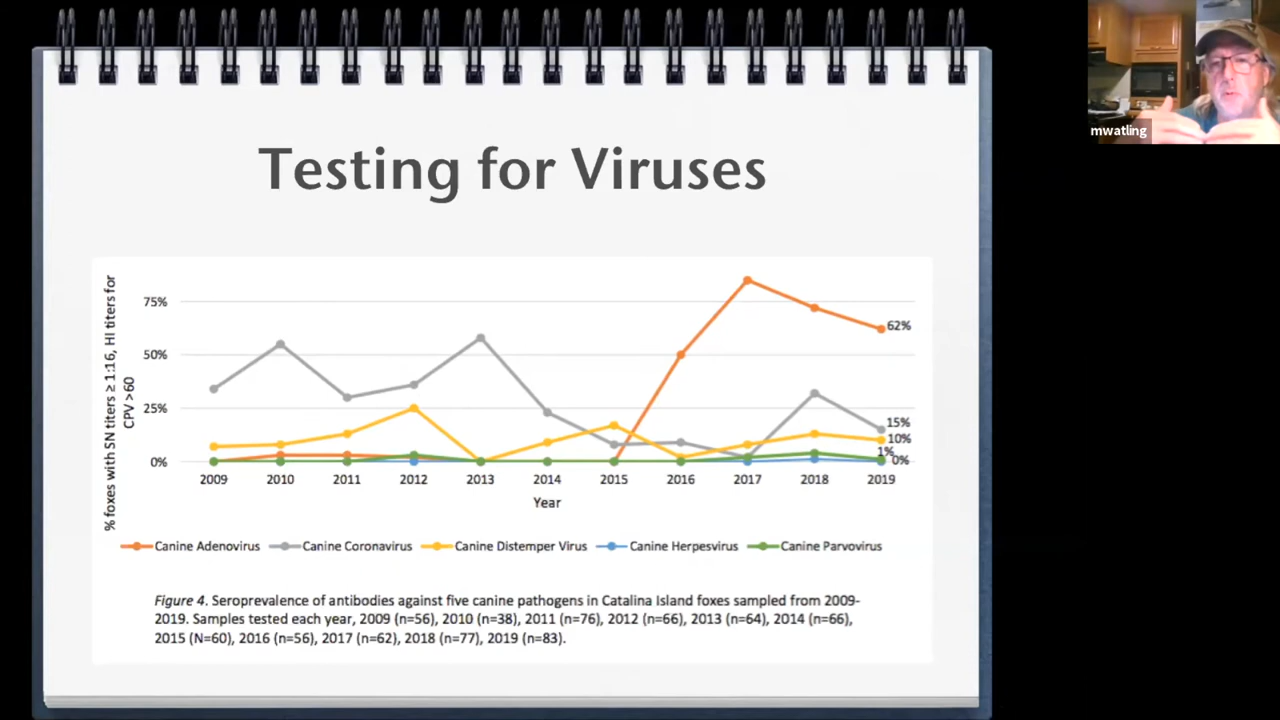 Testing for Viruses
mwatling
% foxes with SN titers ≥ 1:16, HI titers for
CPV >60
75%
50%
25%
0%
62%
15%
10%
1%
0%
2009 2010 2011 2012 2013 2014 2015 2016 2017 2018 2019
Year
Canine Adenovirus Canine Coronavirus Canine Distemper Virus Canine Herpesvirus Canine Parvovirus
Figure 4. Seroprevalence of antibodies against five canine pathogens in Catalina Island foxes sampled from 2009-
2019. Samples tested each year, 2009 (n=56), 2010 (n=38), 2011 (n=76), 2012 (n=66), 2013 (n=64), 2014 (n=66),
2015 (N=60), 2016 (n=56), 2017 (n=62), 2018 (n=77), 2019 (n=83).